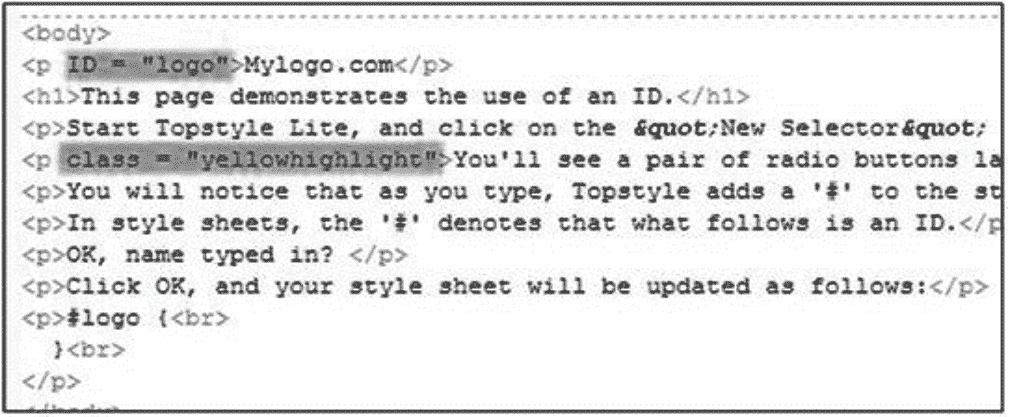 <body>
<p ID = "logo">Mylogo.com</p>
<h1>This page demonstrates the use of an ID.</h1>
<p>Start Topstyle Lite, and click on the &quot;New Selector&quot;
<p class = "yellowhighlight">You'll see a pair of radio buttons la
<p>You will notice that as you type, Topstyle adds a '#' to the st
<p>In style sheets, the '#' denotes that what follows is an ID.</p
<p>OK, name typed in? </p>
<p>Click OK, and your style sheet will be updated as follows:</p>
<p>#logo {<br>
}<br>
</p>